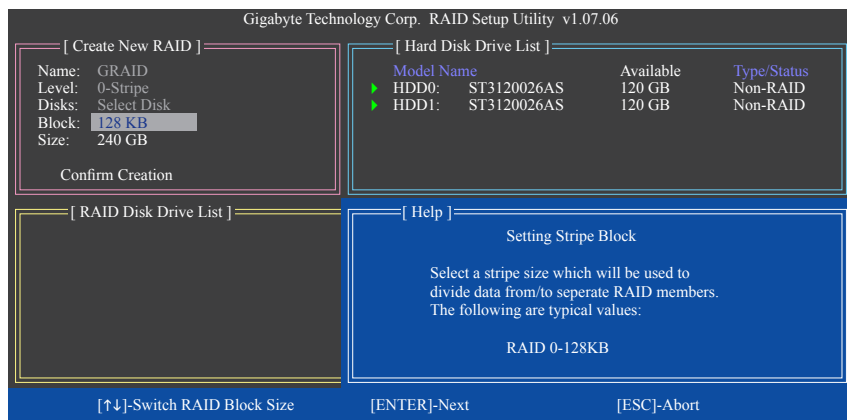 Gigabyte Technology Corp. RAID Setup Utility v1.07.06
[ Create New RAID ]
Name: GRAID
Level: 0-Stripe
Disks: Select Disk
Block: 128 KB
Size: 240 GB
Confirm Creation
[ Hard Disk Drive List ]
Model Name Available Type/Status
HDD0: ST3120026AS 120 GB Non-RAID
HDD1: ST3120026AS 120 GB Non-RAID
[ RAID Disk Drive List ]
[ Help ]
Setting Stripe Block
Select a stripe size which will be used to
divide data from/to seperate RAID members.
The following are typical values:
RAID 0-128KB
[↑↓]-Switch RAID Block Size [ENTER]-Next [ESC]-Abort